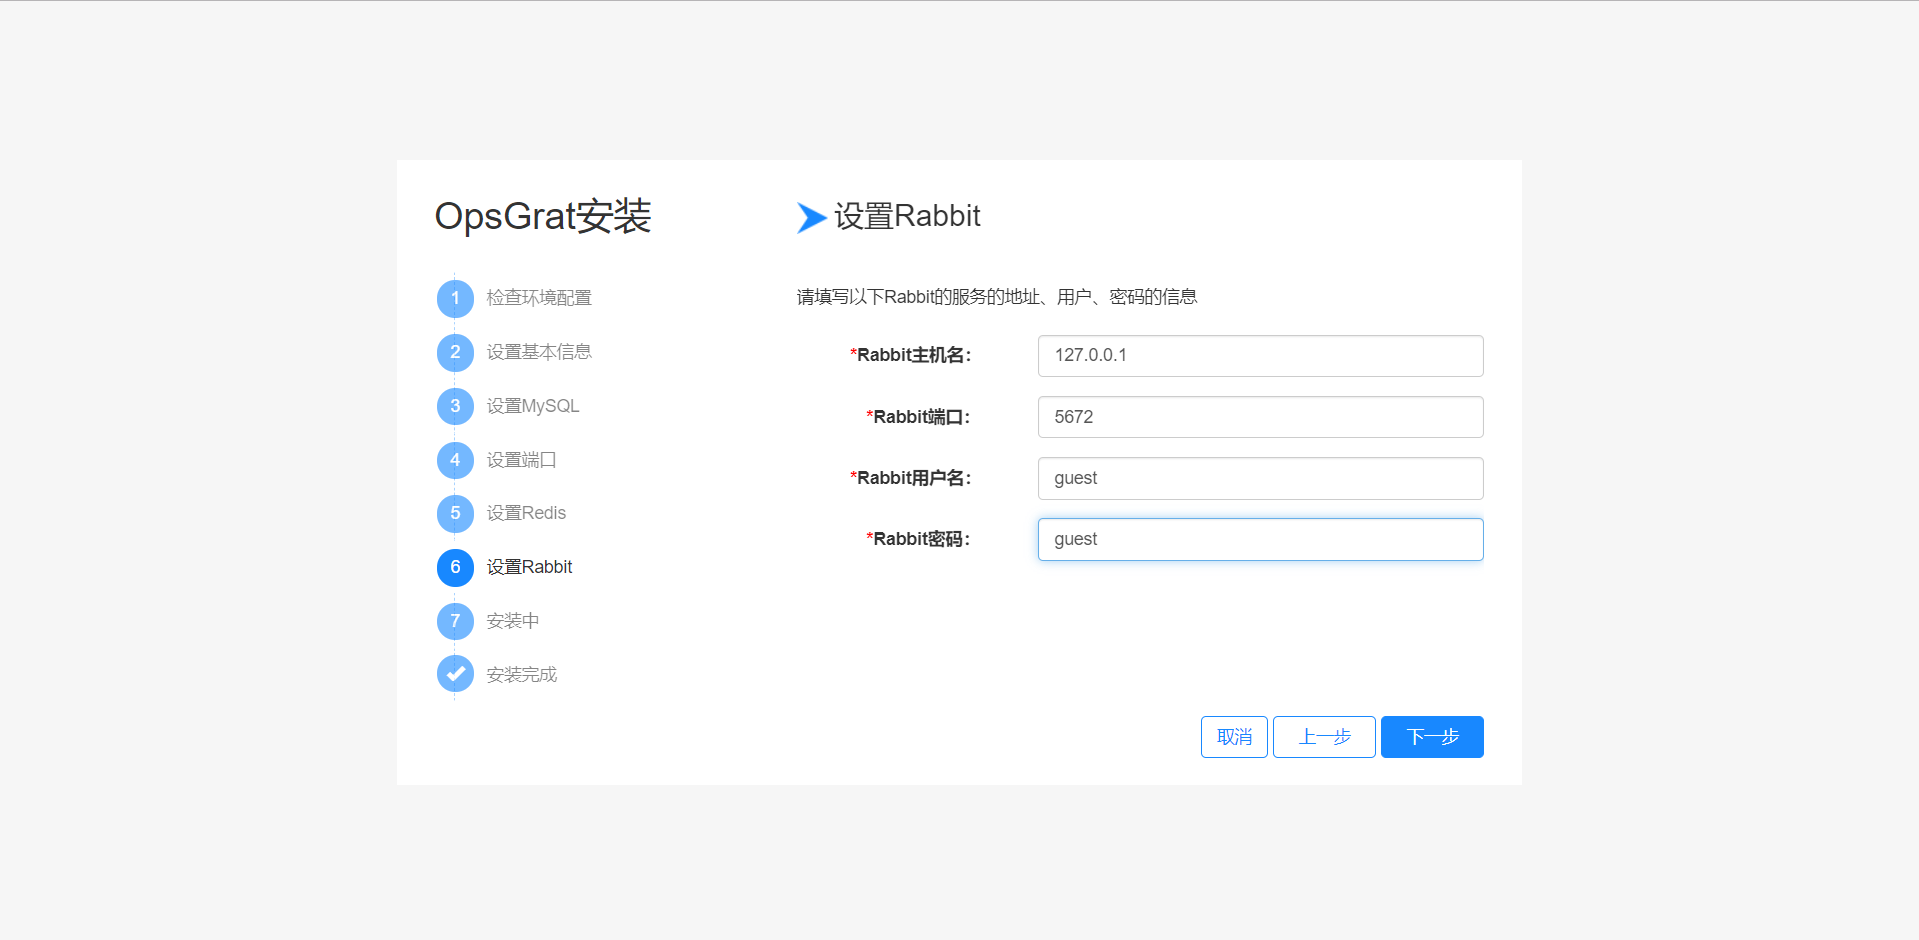 OpsGrat安装
1 检查环境配置
2 设置基本信息
3 设置MySQL
4 设置端口
5 设置Redis
6 设置Rabbit
7 安装中
安装完成
设置Rabbit
请填写以下Rabbit的服务的地址、用户、密码的信息
*Rabbit主机名： 127.0.0.1
*Rabbit端口： 5672
*Rabbit用户名： guest
*Rabbit密码： guest
取消 上一步 下一步